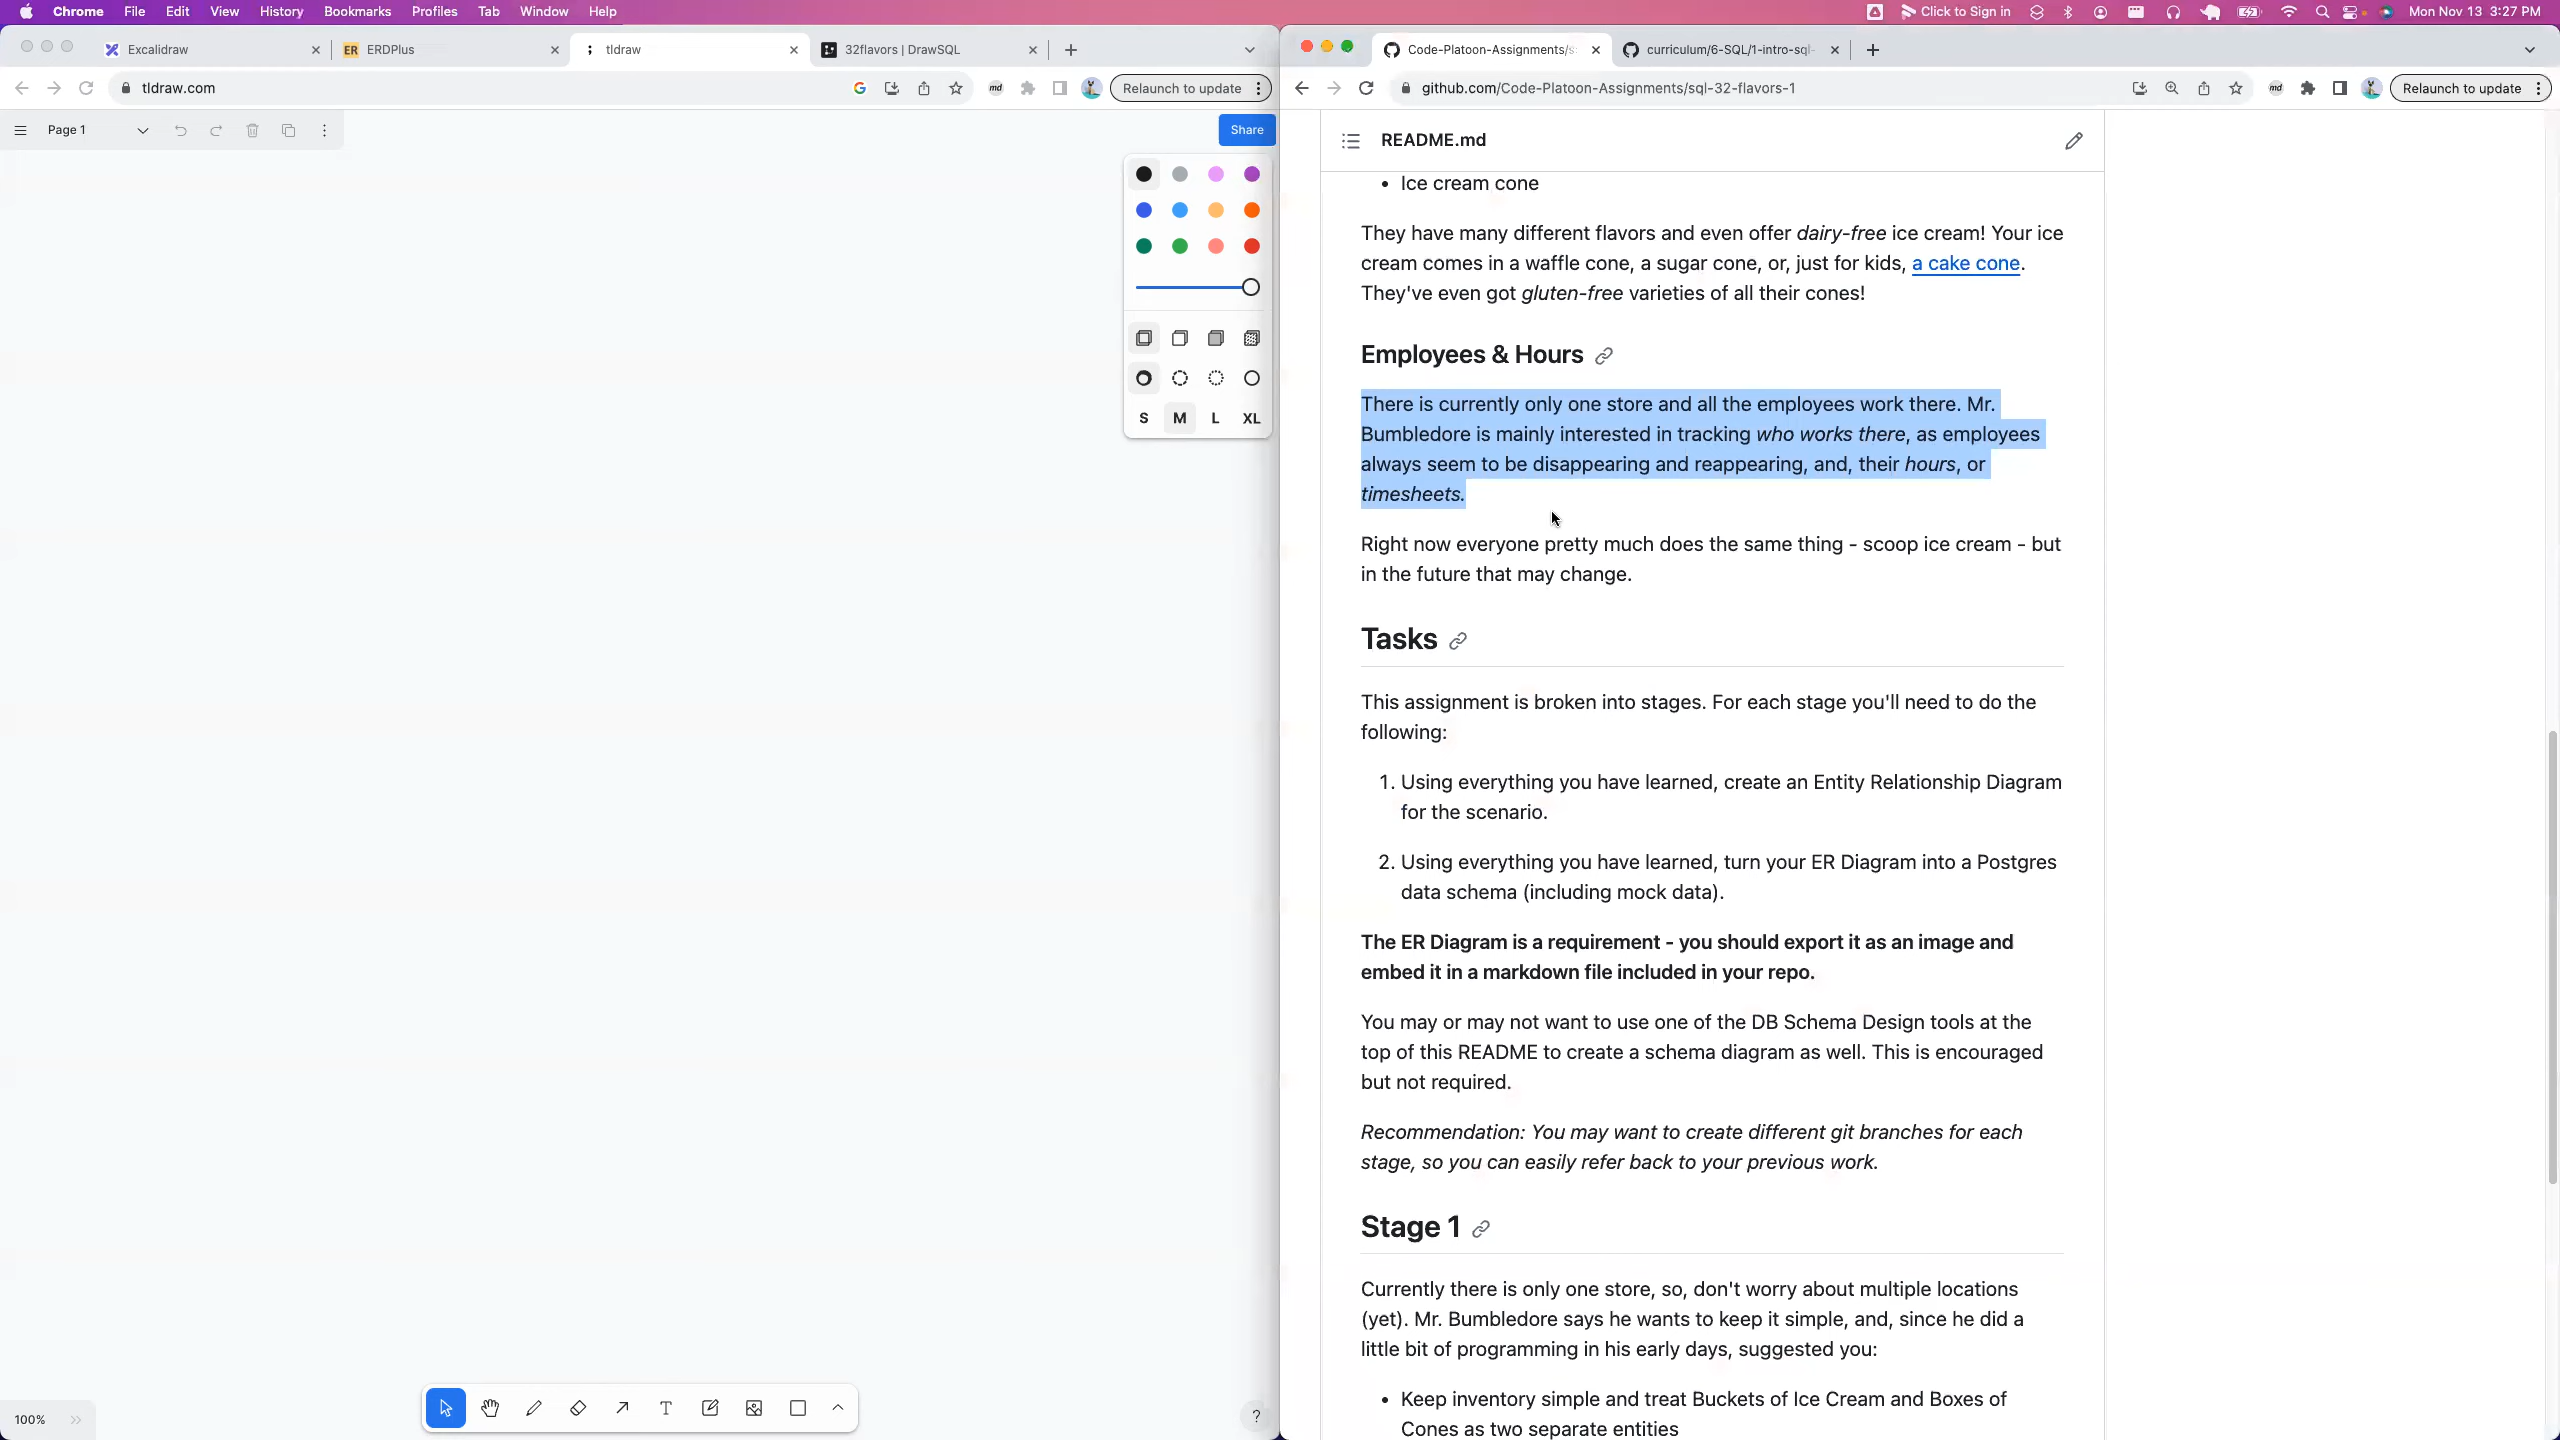 Chrome File Edit View History Bookmarks Profiles Tab Window Help
Click to Sign in
Mon Nov 13 3:27 PM
Excalidraw
ERDPlus
tldraw
32flavors | DrawSQL
tldraw.com
Relaunch to update
Page 1
Share
S M L XL
100%
?
Code-Platoon-Assignments/s
curriculum/6-SQL/1-intro-sql-
github.com/Code-Platoon-Assignments/sql-32-flavors-1
Relaunch to update
README.md
• Ice cream cone
They have many different flavors and even offer dairy-free ice cream! Your ice
cream comes in a waffle cone, a sugar cone, or, just for kids, a cake cone.
They've even got gluten-free varieties of all their cones!
Employees & Hours
There is currently only one store and all the employees work there. Mr.
Bumbledore is mainly interested in tracking who works there, as employees
always seem to be disappearing and reappearing, and, their hours, or
timesheets.
Right now everyone pretty much does the same thing - scoop ice cream - but
in the future that may change.
Tasks
This assignment is broken into stages. For each stage you'll need to do the
following:
1. Using everything you have learned, create an Entity Relationship Diagram
for the scenario.
2. Using everything you have learned, turn your ER Diagram into a Postgres
data schema (including mock data).
The ER Diagram is a requirement - you should export it as an image and
embed it in a markdown file included in your repo.
You may or may not want to use one of the DB Schema Design tools at the
top of this README to create a schema diagram as well. This is encouraged
but not required.
Recommendation: You may want to create different git branches for each
stage, so you can easily refer back to your previous work.
Stage 1
Currently there is only one store, so, don't worry about multiple locations
(yet). Mr. Bumbledore says he wants to keep it simple, and, since he did a
little bit of programming in his early days, suggested you:
• Keep inventory simple and treat Buckets of Ice Cream and Boxes of
Cones as two separate entities